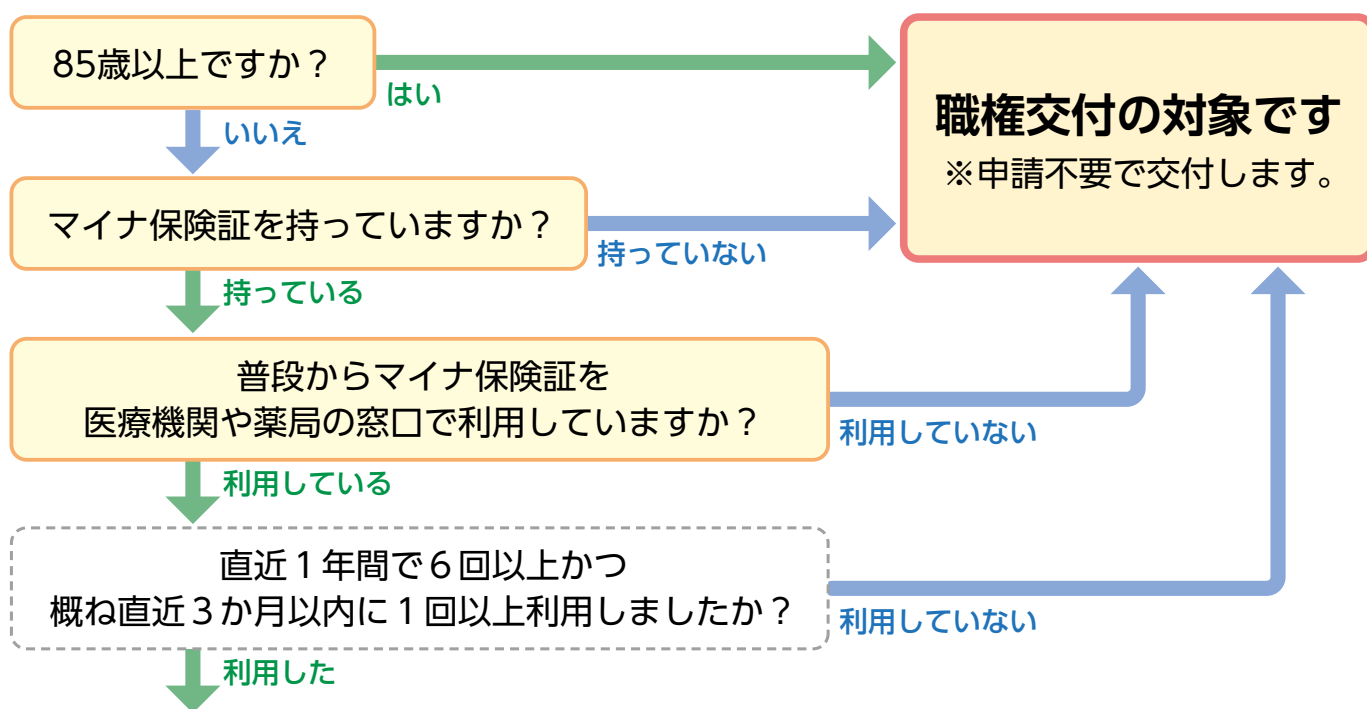 85歳以上ですか？
はい
職権交付の対象です
※申請不要で交付します。
いいえ
マイナ保険証を持っていますか？
持っていない
持っている
普段からマイナ保険証を
医療機関や薬局の窓口で利用していますか？
利用していない
利用している
直近１年間で６回以上かつ
概ね直近３か月以内に１回以上利用しましたか？
利用していない
利用した